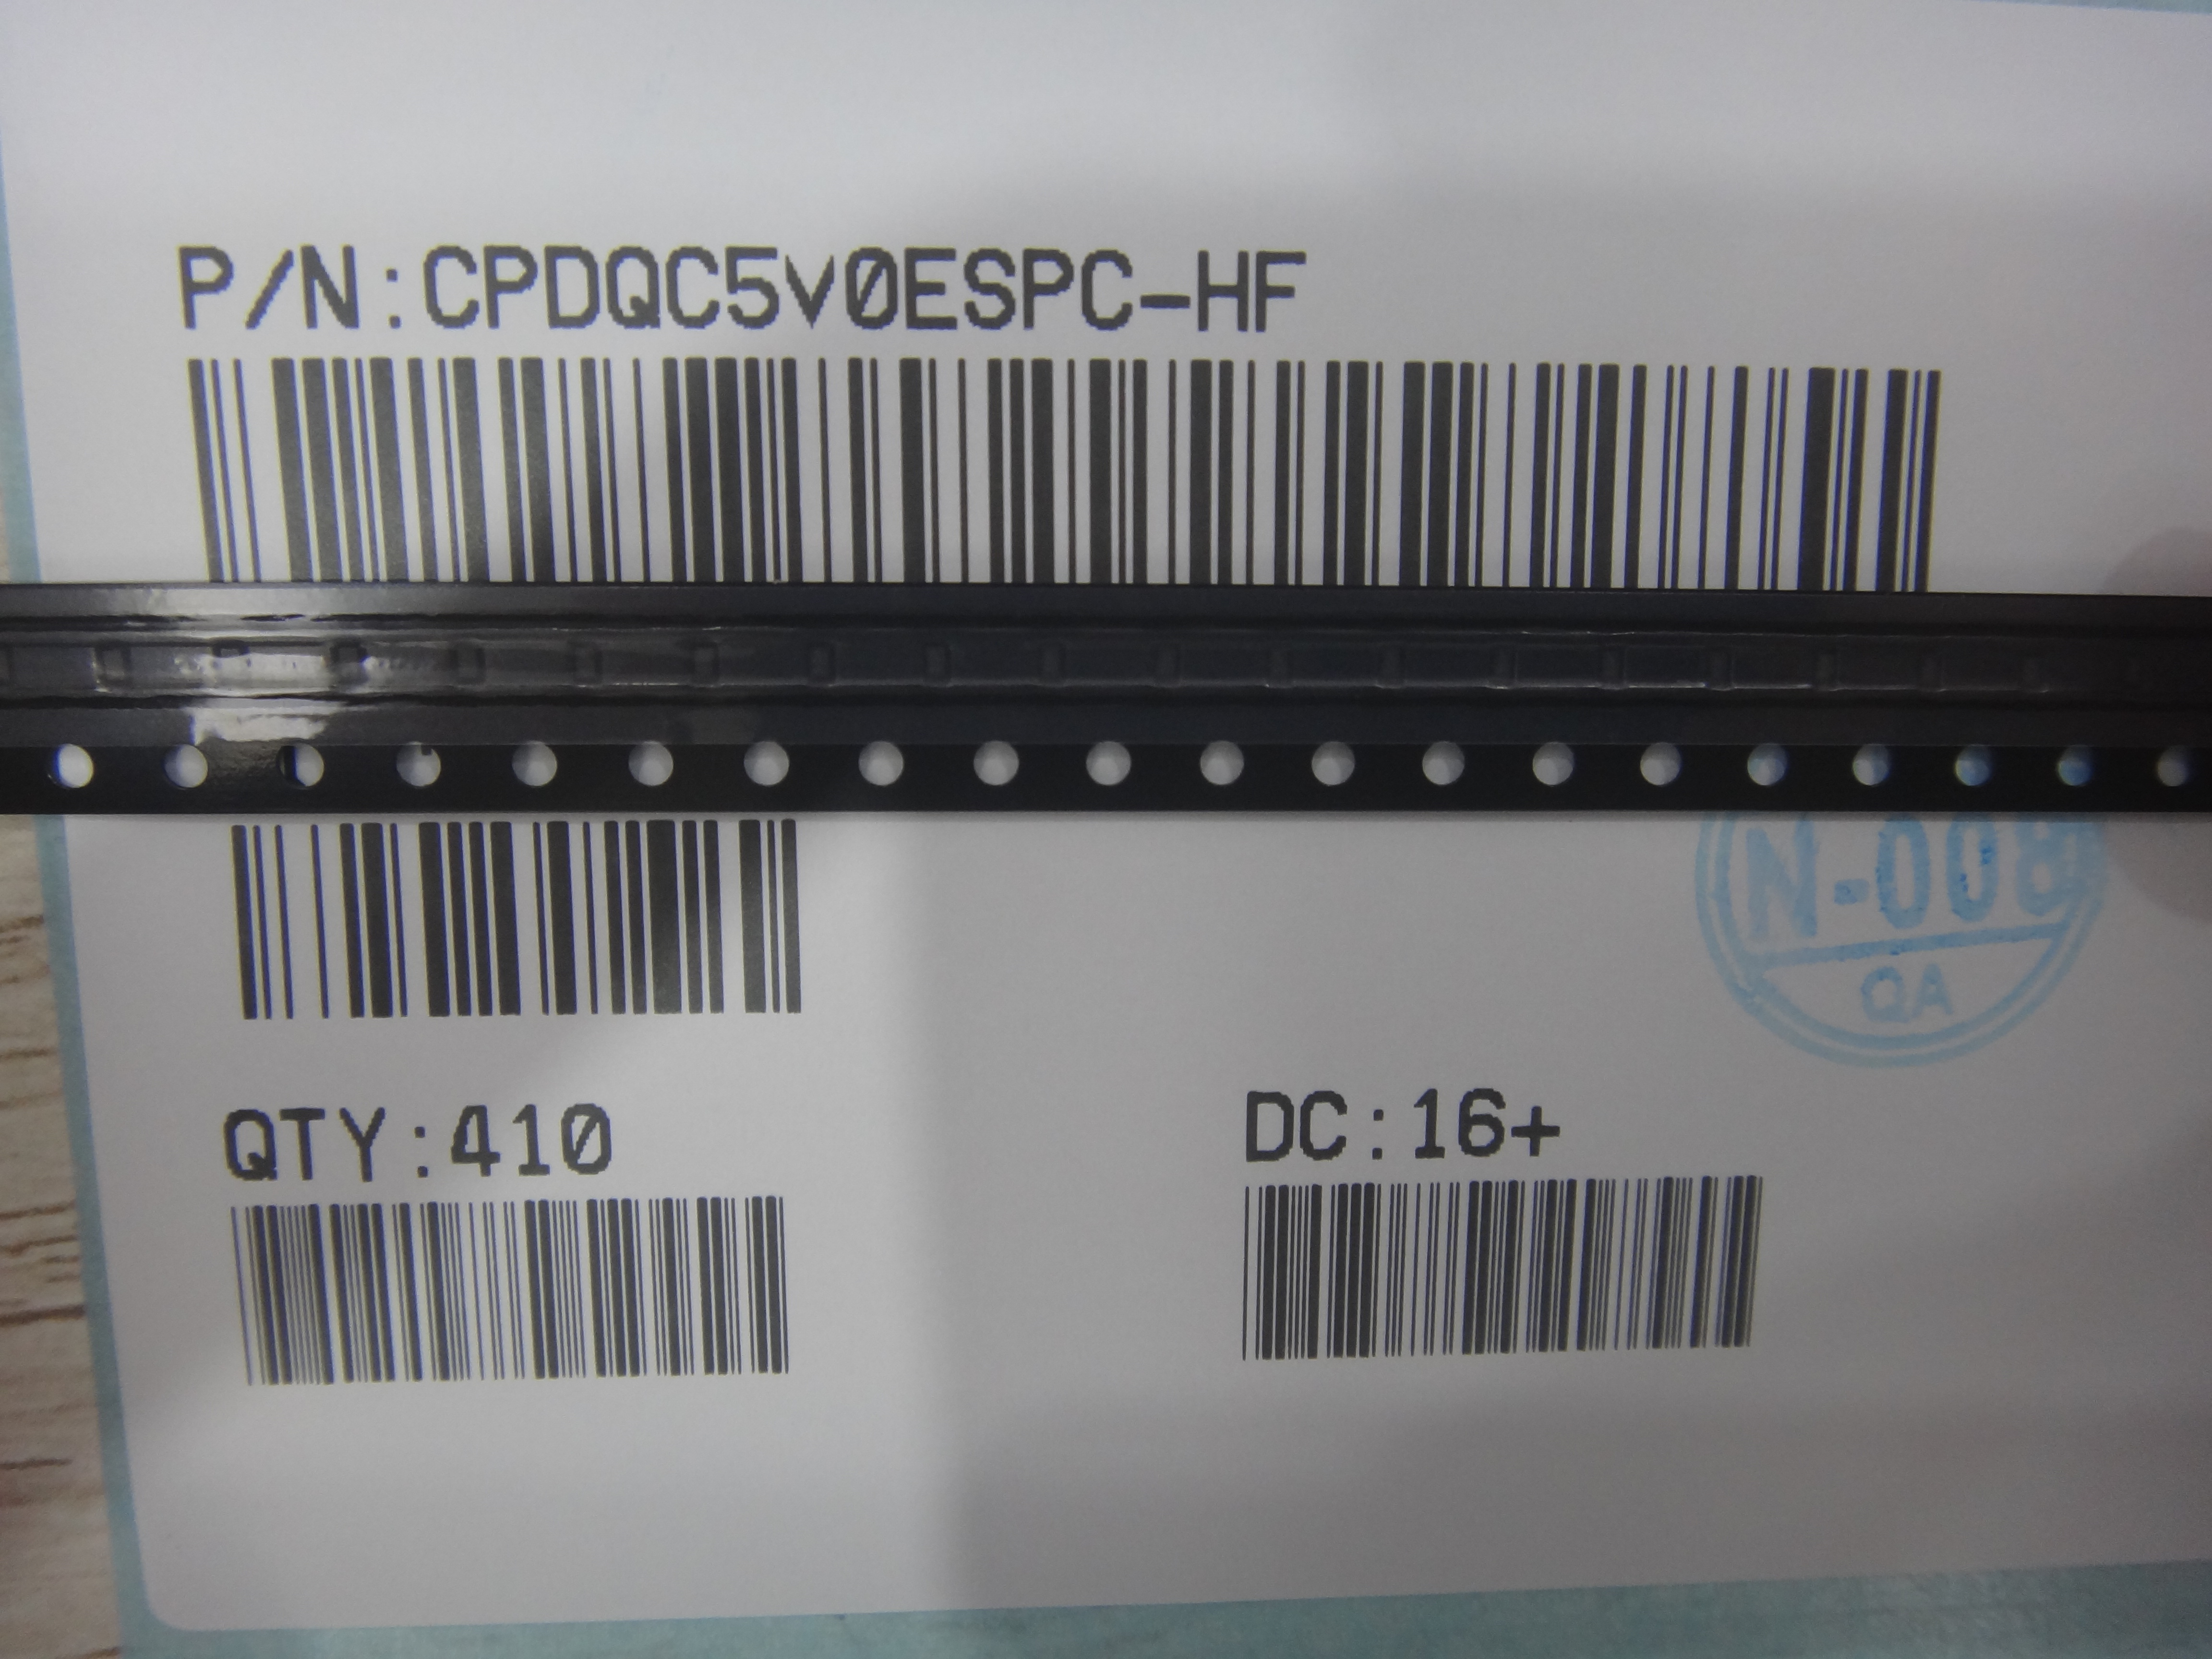 P/N:CPDQC5V0ESPC-HF
N-008
QA
QTY:410
DC:16+